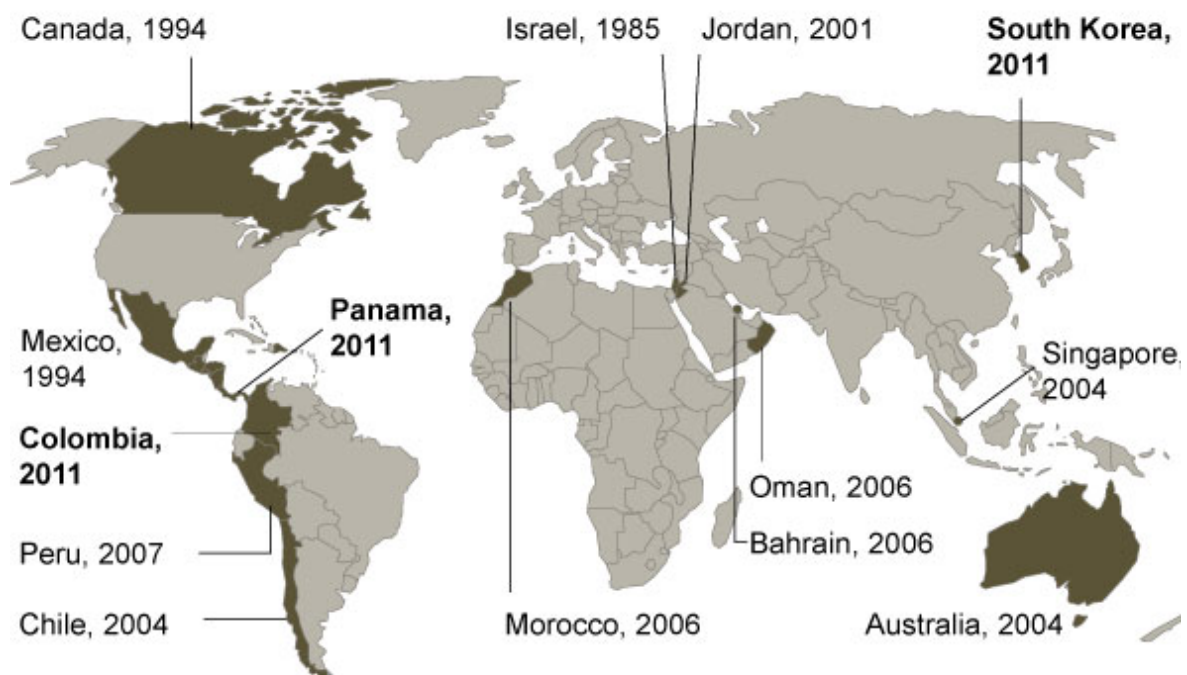 Canada, 1994
Israel, 1985
Jordan, 2001
South Korea,
2011
Mexico,
1994
Panama,
2011
Singapore,
2004
Colombia,
2011
Oman, 2006
Bahrain, 2006
Peru, 2007
Chile, 2004
Morocco, 2006
Australia, 2004